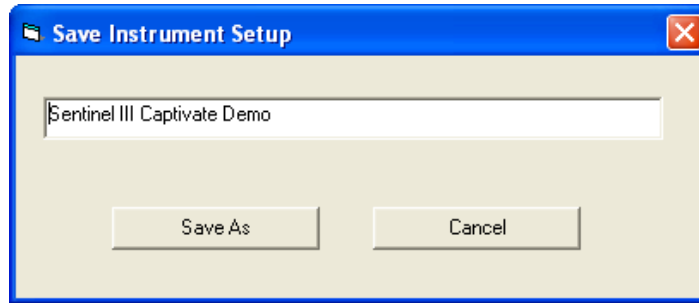 Save Instrument Setup
Sentinel III Captivate Demo
Save As Cancel